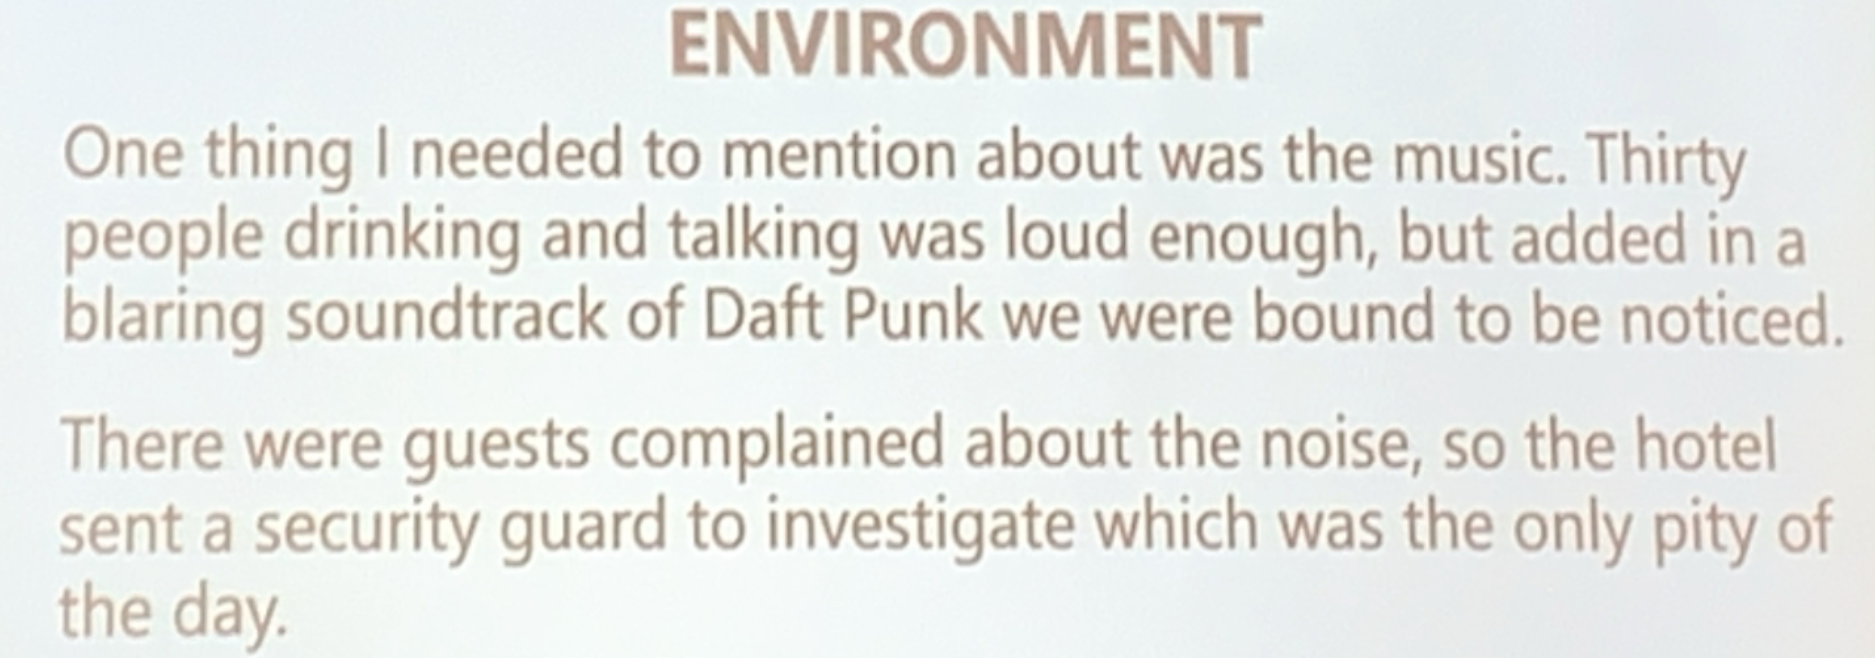 ENVIRONMENT
One thing I needed to mention about was the music. Thirty
people drinking and talking was loud enough, but added in a
blaring soundtrack of Daft Punk we were bound to be noticed.
There were guests complained about the noise, so the hotel
sent a security guard to investigate which was the only pity of
the day.